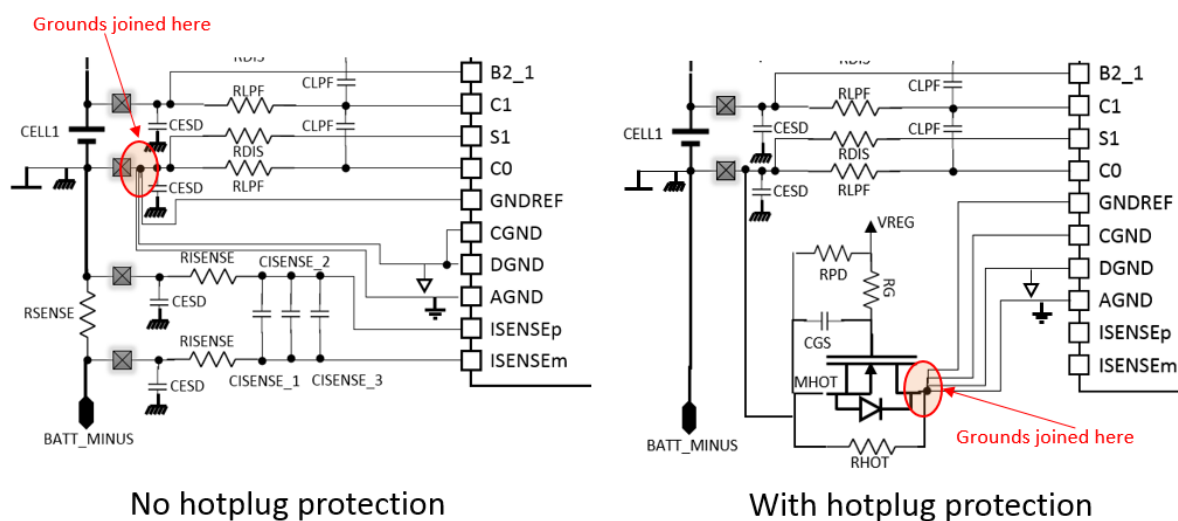 Grounds joined here
RDIS
CLPF
B2_1
RLPF
C1
CELL1
CESD
CLPF
S1
RDIS
C0
CESD
RLPF
GNDREF
CGND
RISENSE
CISENSE_2
DGND
AGND
RSENSE
CESD
ISENSEp
RISENSE
ISENSEm
CESD
CISENSE_1
CISENSE_3
BATT_MINUS
No hotplug protection
RDIS
CLPF
B2_1
RLPF
C1
CELL1
CESD
CLPF
S1
RDIS
C0
CESD
RLPF
GNDREF
VREG
CGND
RPD
DGND
RG
AGND
CGS
ISENSEp
ISENSEm
MHOT
BATT_MINUS
Grounds joined here
RHOT
With hotplug protection